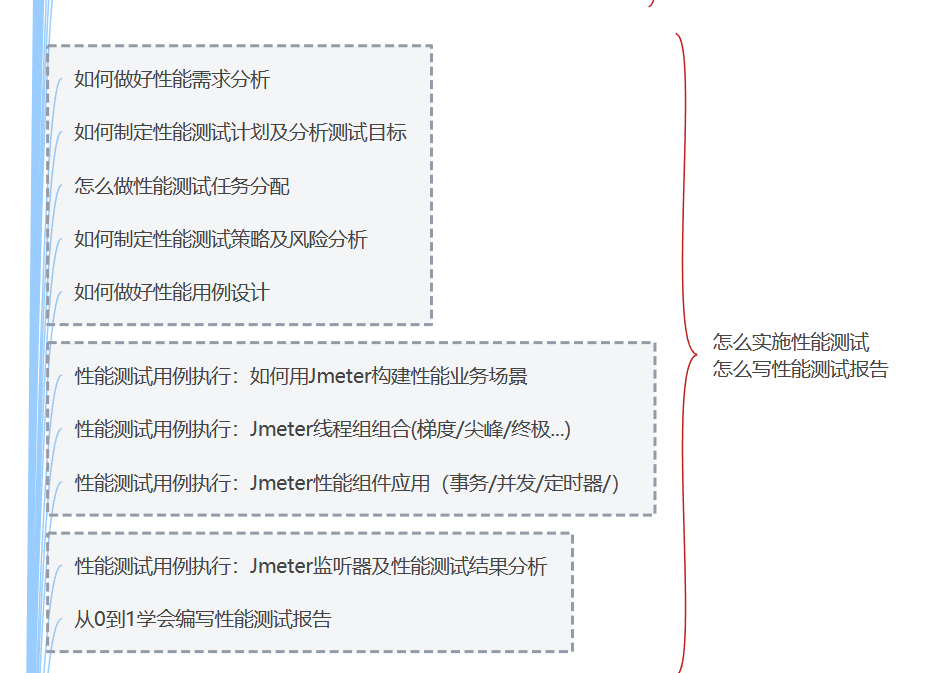 如何做好性能需求分析
如何制定性能测试计划及分析测试目标
怎么做性能测试任务分配
如何制定性能测试策略及风险分析
如何做好性能用例设计
性能测试用例执行：如何用Jmeter构建性能业务场景
性能测试用例执行：Jmeter线程组组合(梯度/尖峰/终极...)
性能测试用例执行：Jmeter性能组件应用（事务/并发/定时器/）
性能测试用例执行：Jmeter监听器及性能测试结果分析
从0到1学会编写性能测试报告
怎么实施性能测试
怎么写性能测试报告